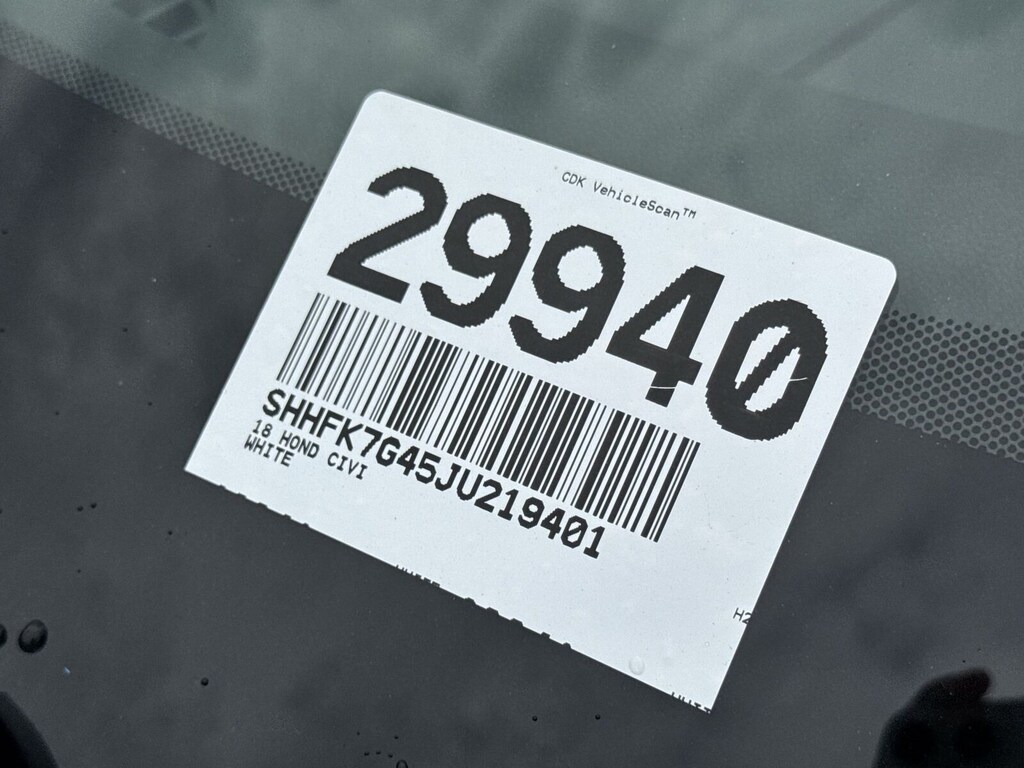 CDK VehicleScan™
29940
SHHFK7G45JU219401
18 HOND CIVI
WHITE